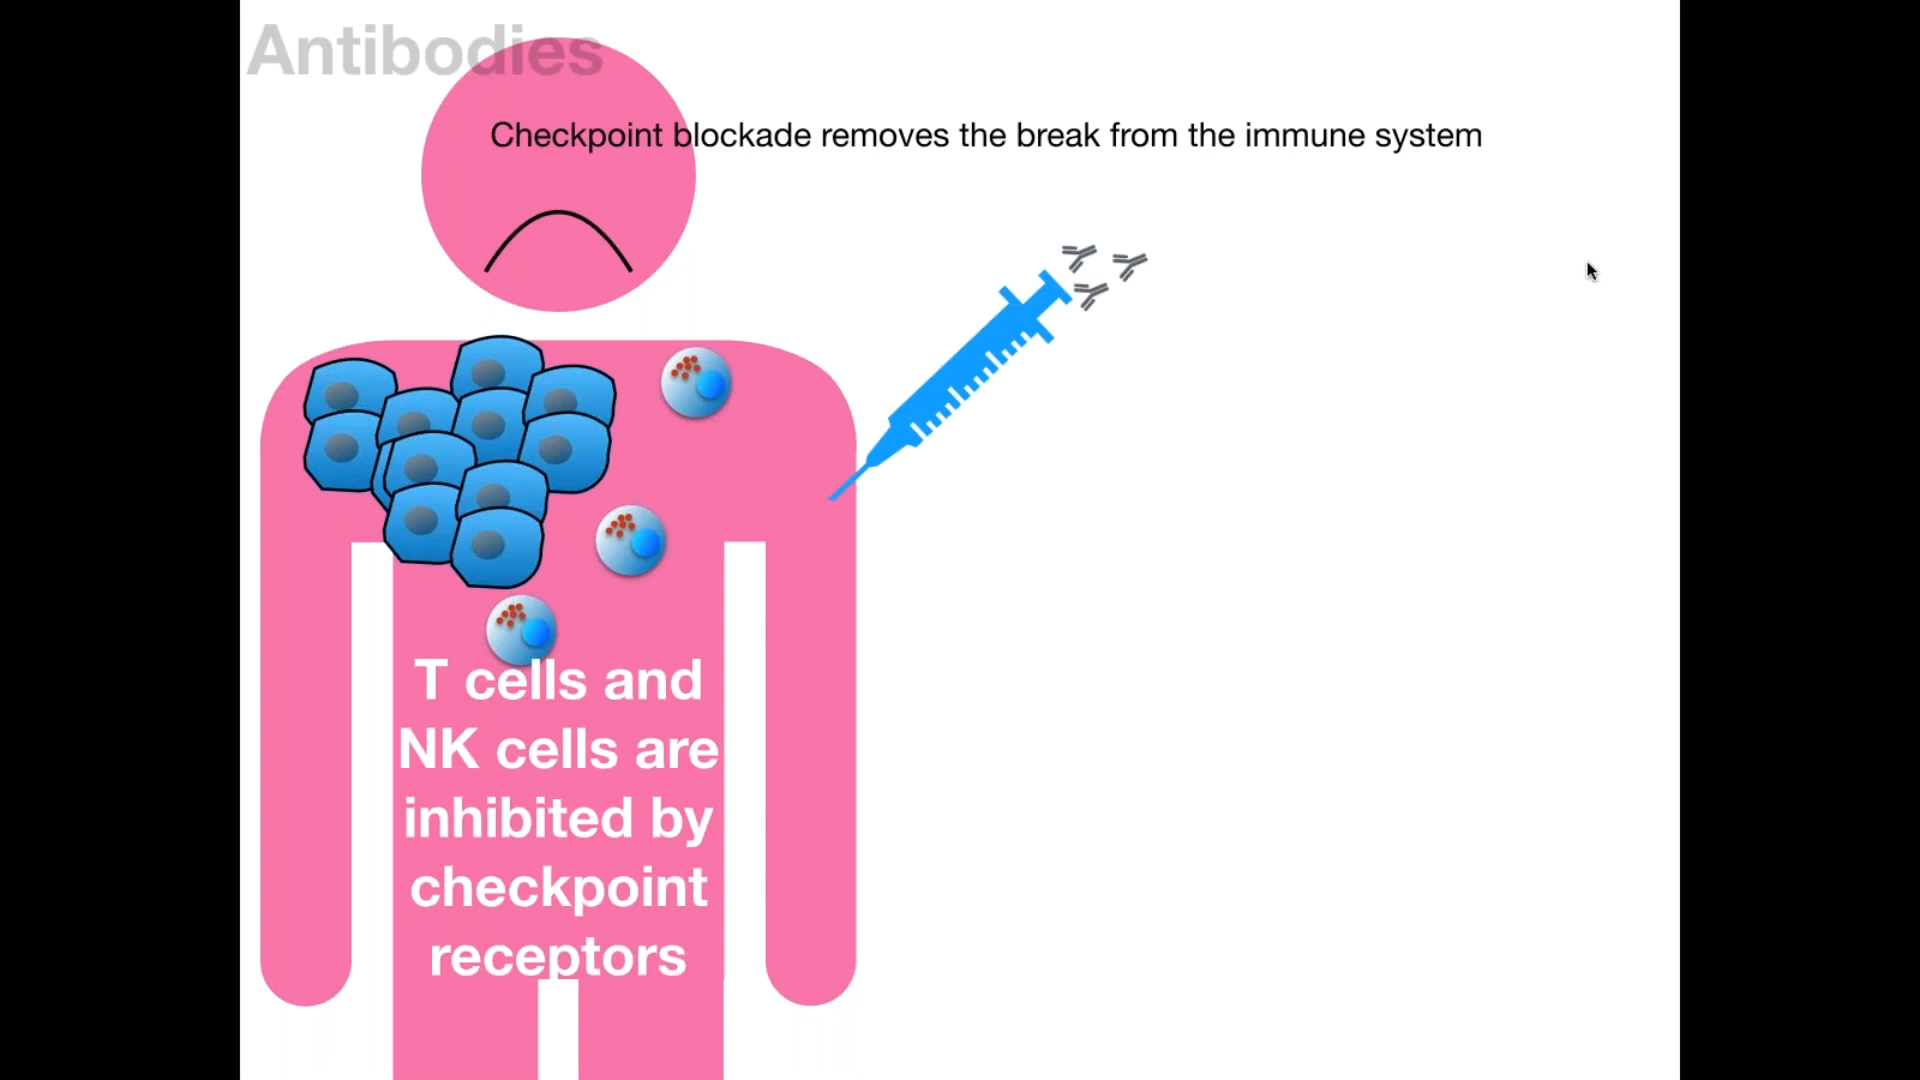 Antibodies
Checkpoint blockade removes the break from the immune system
T cells and
NK cells are
inhibited by
checkpoint
receptors